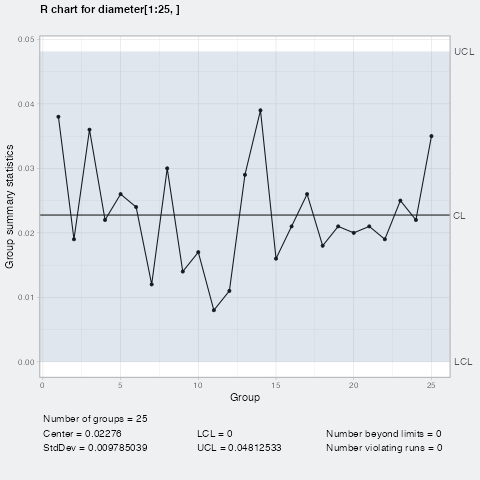 R chart for diameter[1:25, ]
0.05
UCL
0.04
0.03
CL
0.02
0.01
0.00
LCL
Group summary statistics
0 5 10 15 20 25
Group
Number of groups = 25
Center = 0.02276 LCL = 0 Number beyond limits = 0
StdDev = 0.009785039 UCL = 0.04812533 Number violating runs = 0